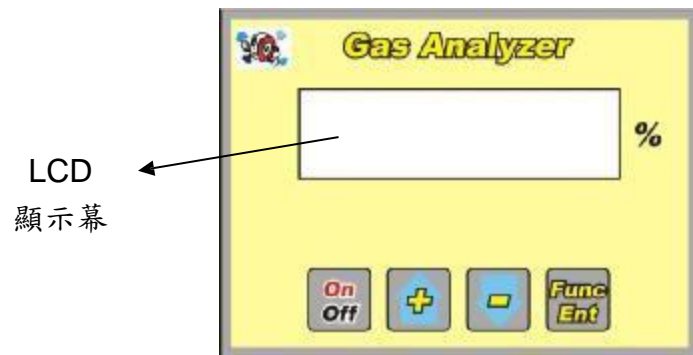 Gas Analyzer
%
LCD
顯示幕
On
Off
+
-
Func
Ent